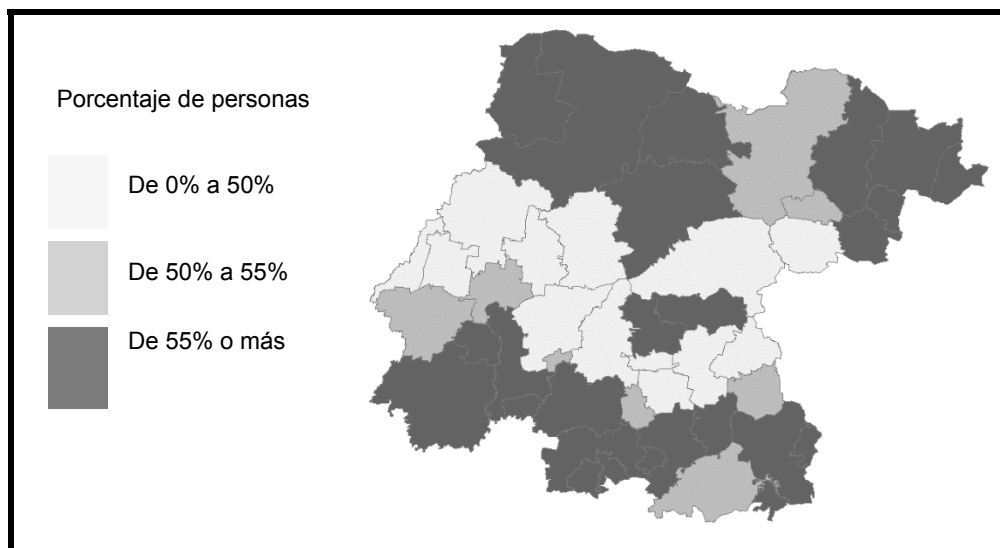 Porcentaje de personas
De 0% a 50%
De 50% a 55%
De 55% o más